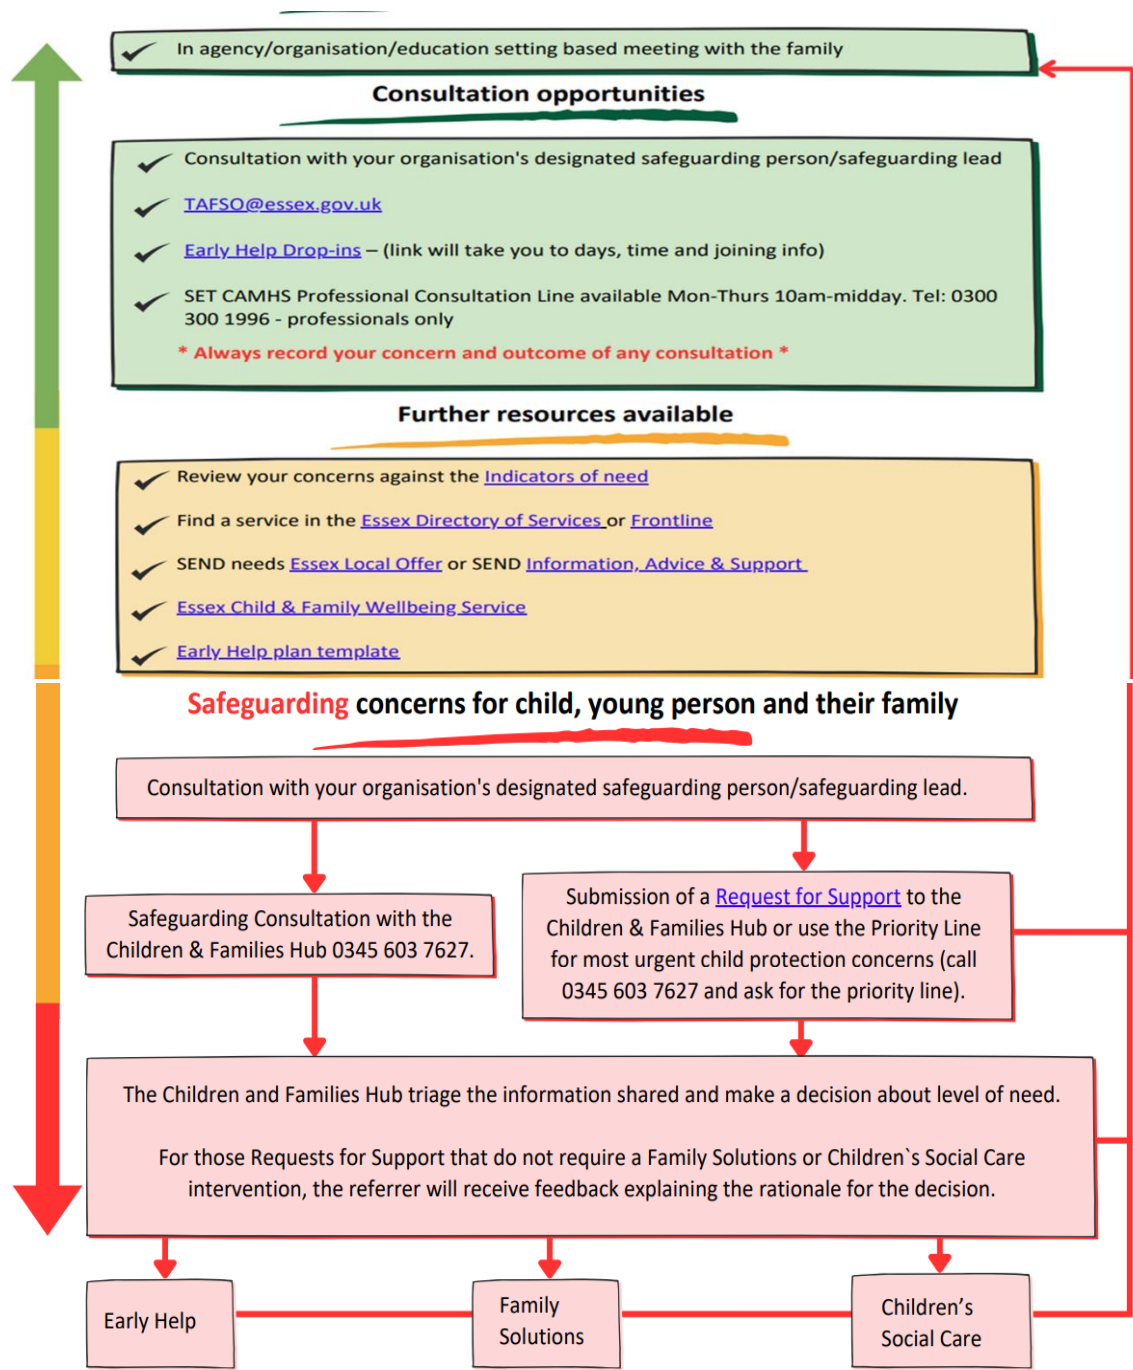 In agency/organisation/education setting based meeting with the family
Consultation opportunities
Consultation with your organisation's designated safeguarding person/safeguarding lead
TAFSO@essex.gov.uk
Early Help Drop-ins – (link will take you to days, time and joining info)
SET CAMHS Professional Consultation Line available Mon-Thurs 10am-midday. Tel: 0300
300 1996 - professionals only
* Always record your concern and outcome of any consultation *
Further resources available
Review your concerns against the Indicators of need
Find a service in the Essex Directory of Services or Frontline
SEND needs Essex Local Offer or SEND Information, Advice & Support
Essex Child & Family Wellbeing Service
Early Help plan template
Safeguarding concerns for child, young person and their family
Consultation with your organisation's designated safeguarding person/safeguarding lead.
Safeguarding Consultation with the
Children & Families Hub 0345 603 7627.
Submission of a Request for Support to the
Children & Families Hub or use the Priority Line
for most urgent child protection concerns (call
0345 603 7627 and ask for the priority line).
The Children and Families Hub triage the information shared and make a decision about level of need.
For those Requests for Support that do not require a Family Solutions or Children`s Social Care
intervention, the referrer will receive feedback explaining the rationale for the decision.
Early Help
Family
Solutions
Children’s
Social Care